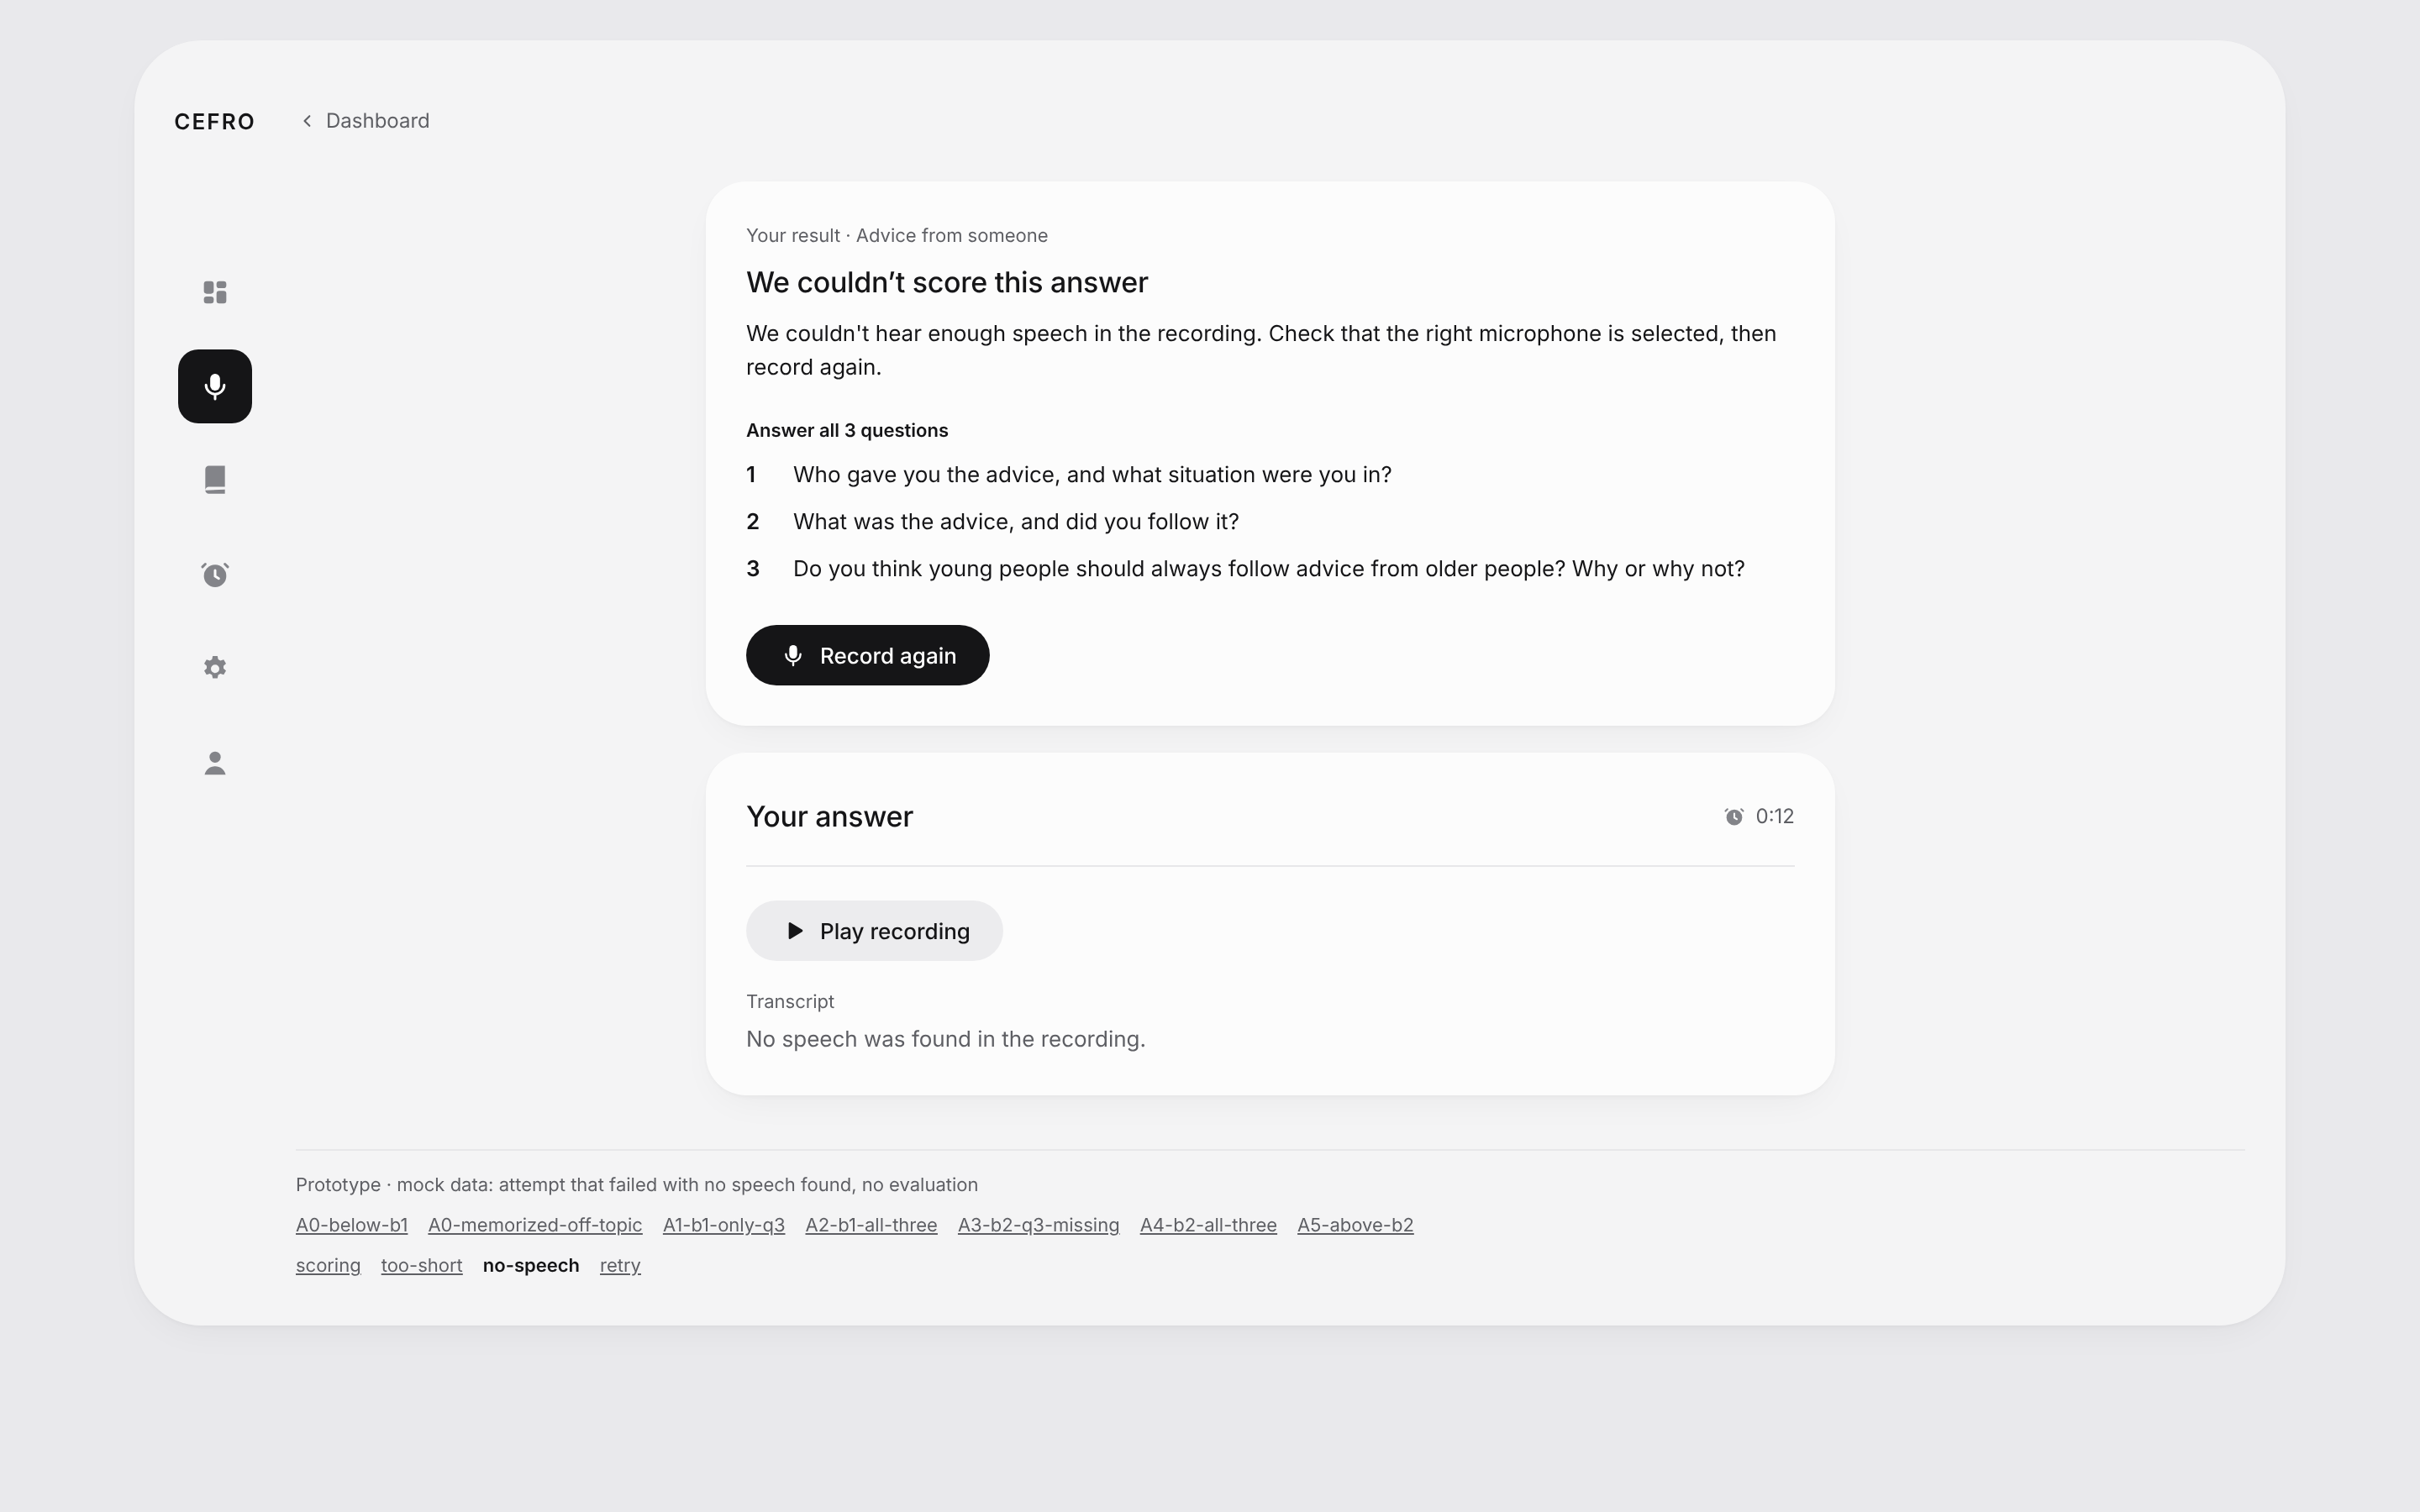 CEFRO
Dashboard
Your result · Advice from someone
We couldn’t score this answer
We couldn't hear enough speech in the recording. Check that the right microphone is selected, then
record again.
Answer all 3 questions
1 Who gave you the advice, and what situation were you in?
2 What was the advice, and did you follow it?
3 Do you think young people should always follow advice from older people? Why or why not?
Record again
Your answer 0:12
Play recording
Transcript
No speech was found in the recording.
Prototype · mock data: attempt that failed with no speech found, no evaluation
A0-below-b1 A0-memorized-off-topic A1-b1-only-q3 A2-b1-all-three A3-b2-q3-missing A4-b2-all-three A5-above-b2
scoring too-short no-speech retry